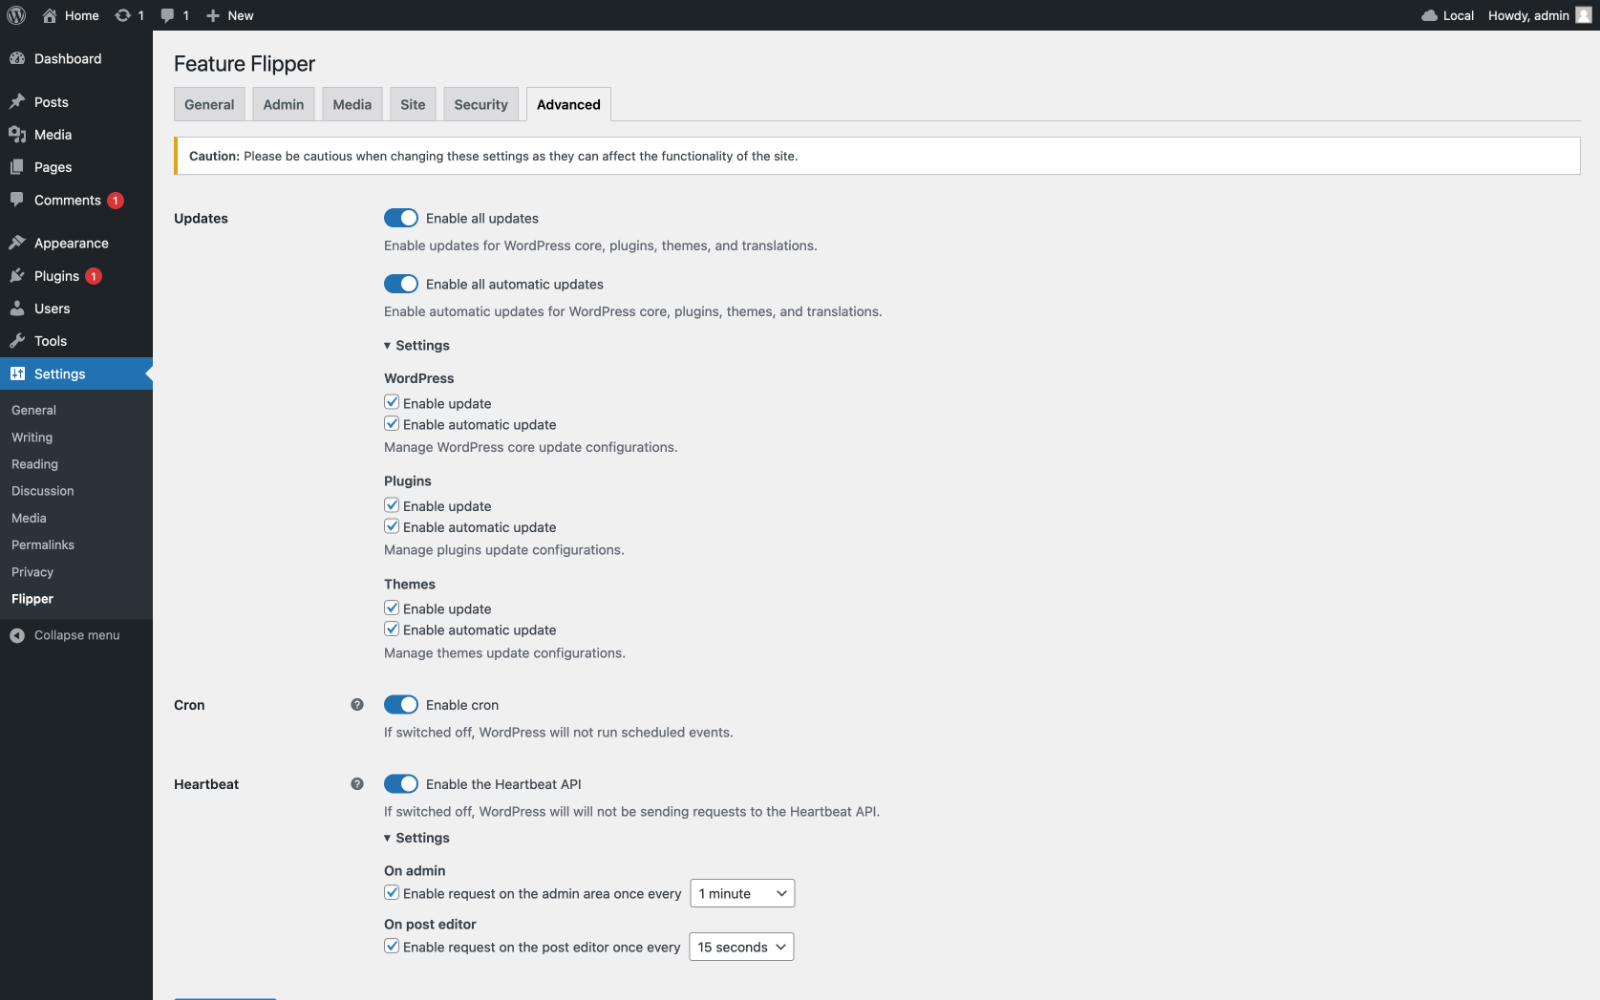 Home 1 1 New Local Howdy, admin
Dashboard
Posts
Media
Pages
Comments 1
Appearance
Plugins 1
Users
Tools
Settings
General
Writing
Reading
Discussion
Media
Permalinks
Privacy
Flipper
Collapse menu
Feature Flipper
General Admin Media Site Security Advanced
Caution: Please be cautious when changing these settings as they can affect the functionality of the site.
Updates
Enable all updates
Enable updates for WordPress core, plugins, themes, and translations.
Enable all automatic updates
Enable automatic updates for WordPress core, plugins, themes, and translations.
▾ Settings
WordPress
Enable update
Enable automatic update
Manage WordPress core update configurations.
Plugins
Enable update
Enable automatic update
Manage plugins update configurations.
Themes
Enable update
Enable automatic update
Manage themes update configurations.
Cron ? Enable cron
If switched off, WordPress will not run scheduled events.
Heartbeat ? Enable the Heartbeat API
If switched off, WordPress will will not be sending requests to the Heartbeat API.
▾ Settings
On admin
Enable request on the admin area once every 1 minute
On post editor
Enable request on the post editor once every 15 seconds